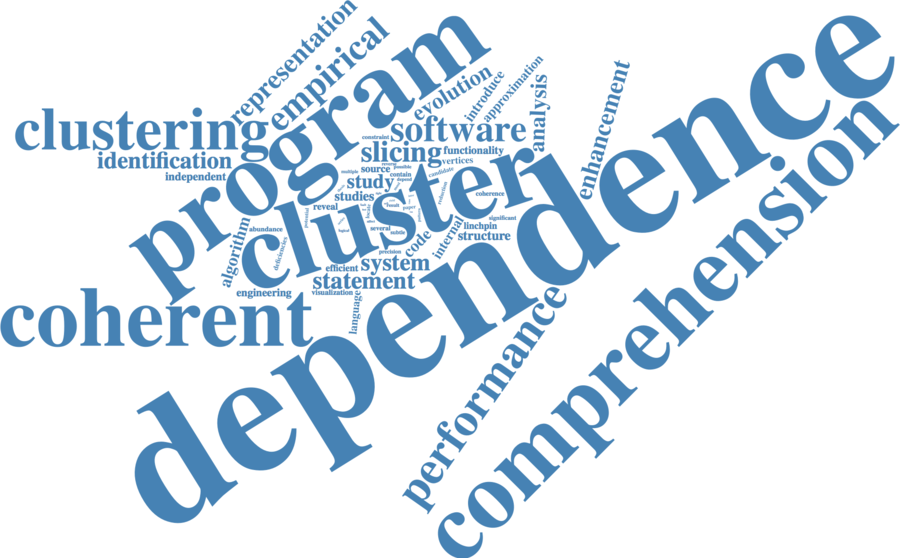 representation
empirical
program
evolution
introduce
approximation
analysis
enhancement
dependence
clustering
identification
independent
constraint
software
slicing
functionality
vertices
reverse
possible
candidate
multiple
source
contain
depend
study
studies
reveal
reduction
coherence
cluster
comprehension
algorithm
abundance
deficiencies
potential
several
subtle
paper
code
internal
significant
linchpin
structure
precision
efficient
system
statement
engineering
visualization
language
coherent
performance